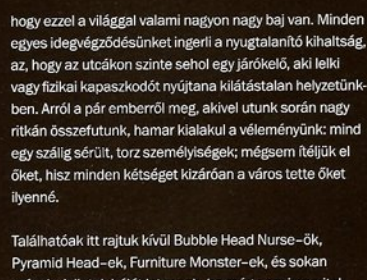 hogy ezzel a világgal valami nagyon nagy baj van. Minden
egyes idegvégződésünket ingerli a nyugtalanító kihaltság,
az, hogy az utcákon szinte sehol egy járókelő, aki lelki
vagy fizikai kapaszkodót nyújtana kilátástalan helyzetünk-
ben. Arról a pár emberről meg, akivel utunk során nagy
ritkán összefutunk, hamar kialakul a véleményünk: mind
egy szálig sérült, torz személyiségek; mégsem ítéljük el
őket, hisz minden kétséget kizáróan a város tette őket
ilyenné.

Találhatóak itt rajtuk kívül Bubble Head Nurse-ök,
Pyramid Head-ek, Furniture Monster-ek, és sokan